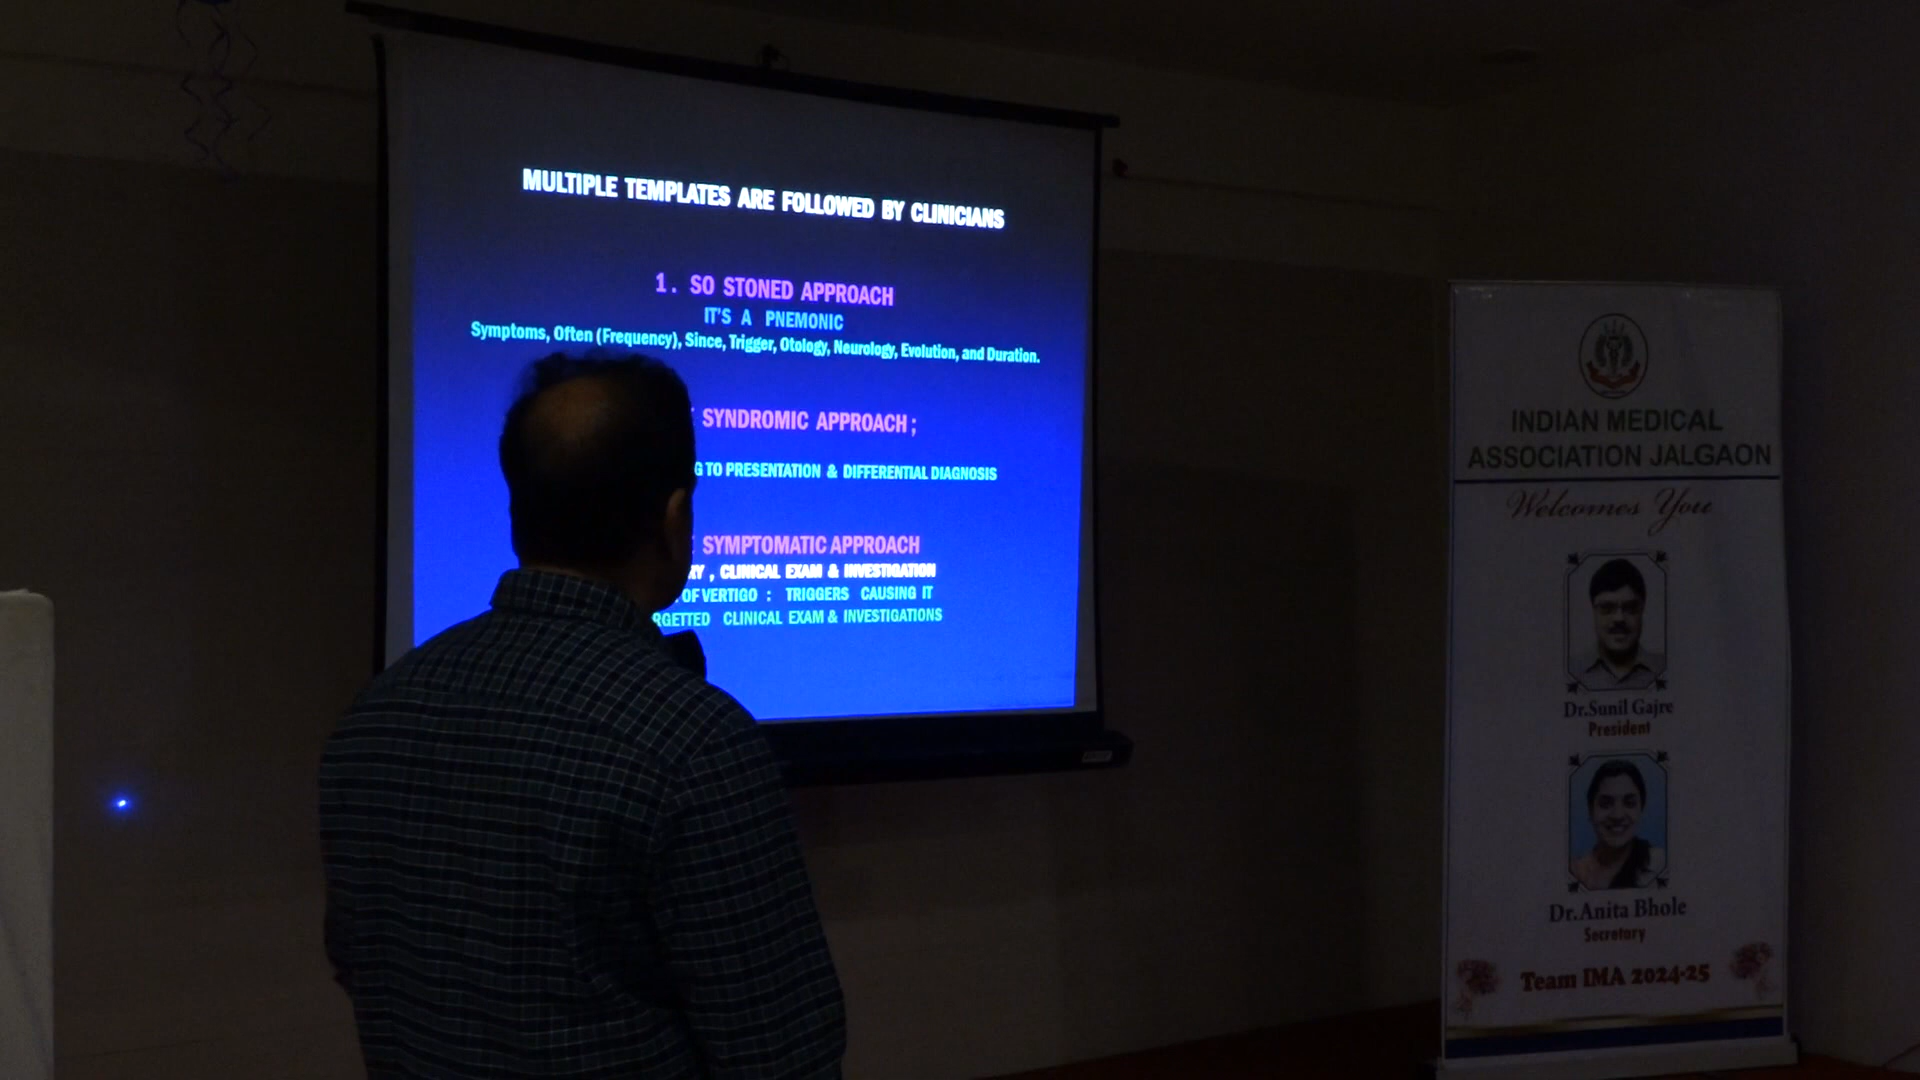 MULTIPLE TEMPLATES ARE FOLLOWED BY CLINICIANS
1. SO STONED APPROACH
IT'S A PNEMONIC
Symptoms, Often (Frequency), Since, Trigger, Otology, Neurology, Evolution, and Duration.
SYNDROMIC APPROACH ;
TO PRESENTATION & DIFFERENTIAL DIAGNOSIS
SYMPTOMATIC APPROACH
, CLINICAL EXAM & INVESTIGATION
OF VERTIGO : TRIGGERS CAUSING IT
CLINICAL EXAM & INVESTIGATIONS
INDIAN MEDICAL
ASSOCIATION JALGAON
Welcomes You
Dr.Sunil Gajre
President
Dr.Anita Bhole
Secretary
Team IMA 2024-25